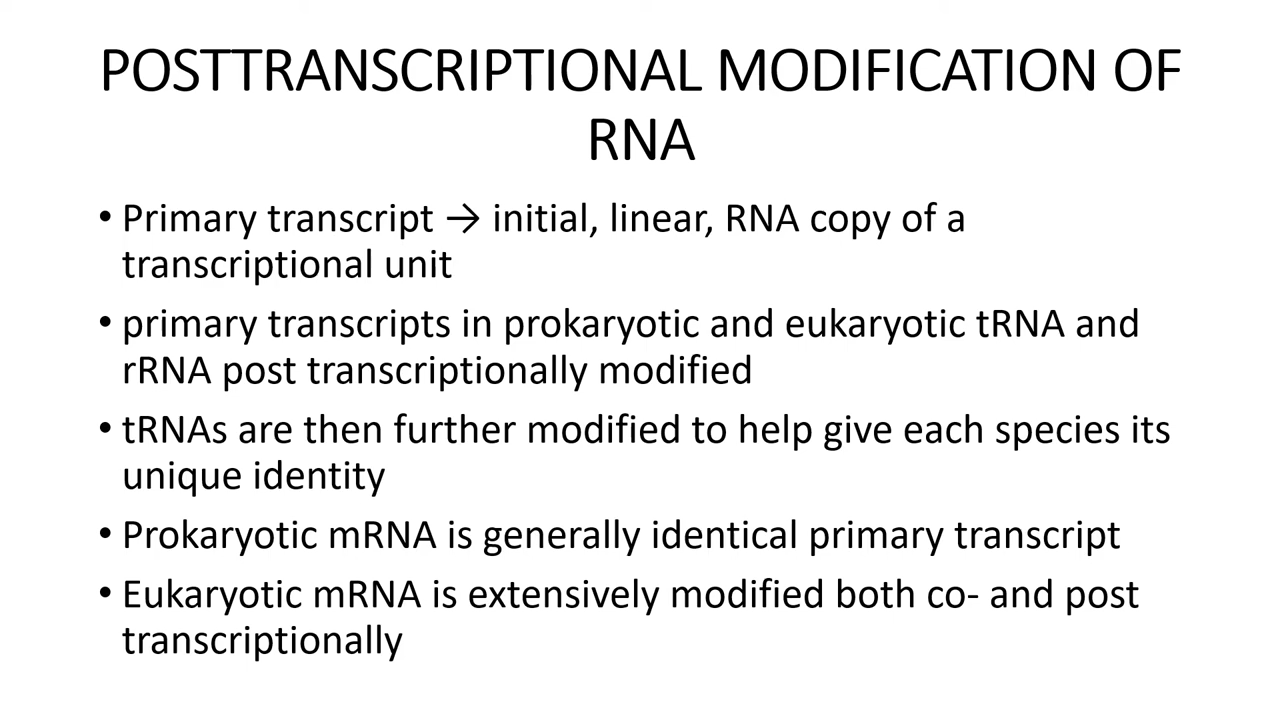 POSTTRANSCRIPTIONAL MODIFICATION OF
RNA
• Primary transcript → initial, linear, RNA copy of a
transcriptional unit
• primary transcripts in prokaryotic and eukaryotic tRNA and
rRNA post transcriptionally modified
• tRNAs are then further modified to help give each species its
unique identity
• Prokaryotic mRNA is generally identical primary transcript
• Eukaryotic mRNA is extensively modified both co- and post
transcriptionally